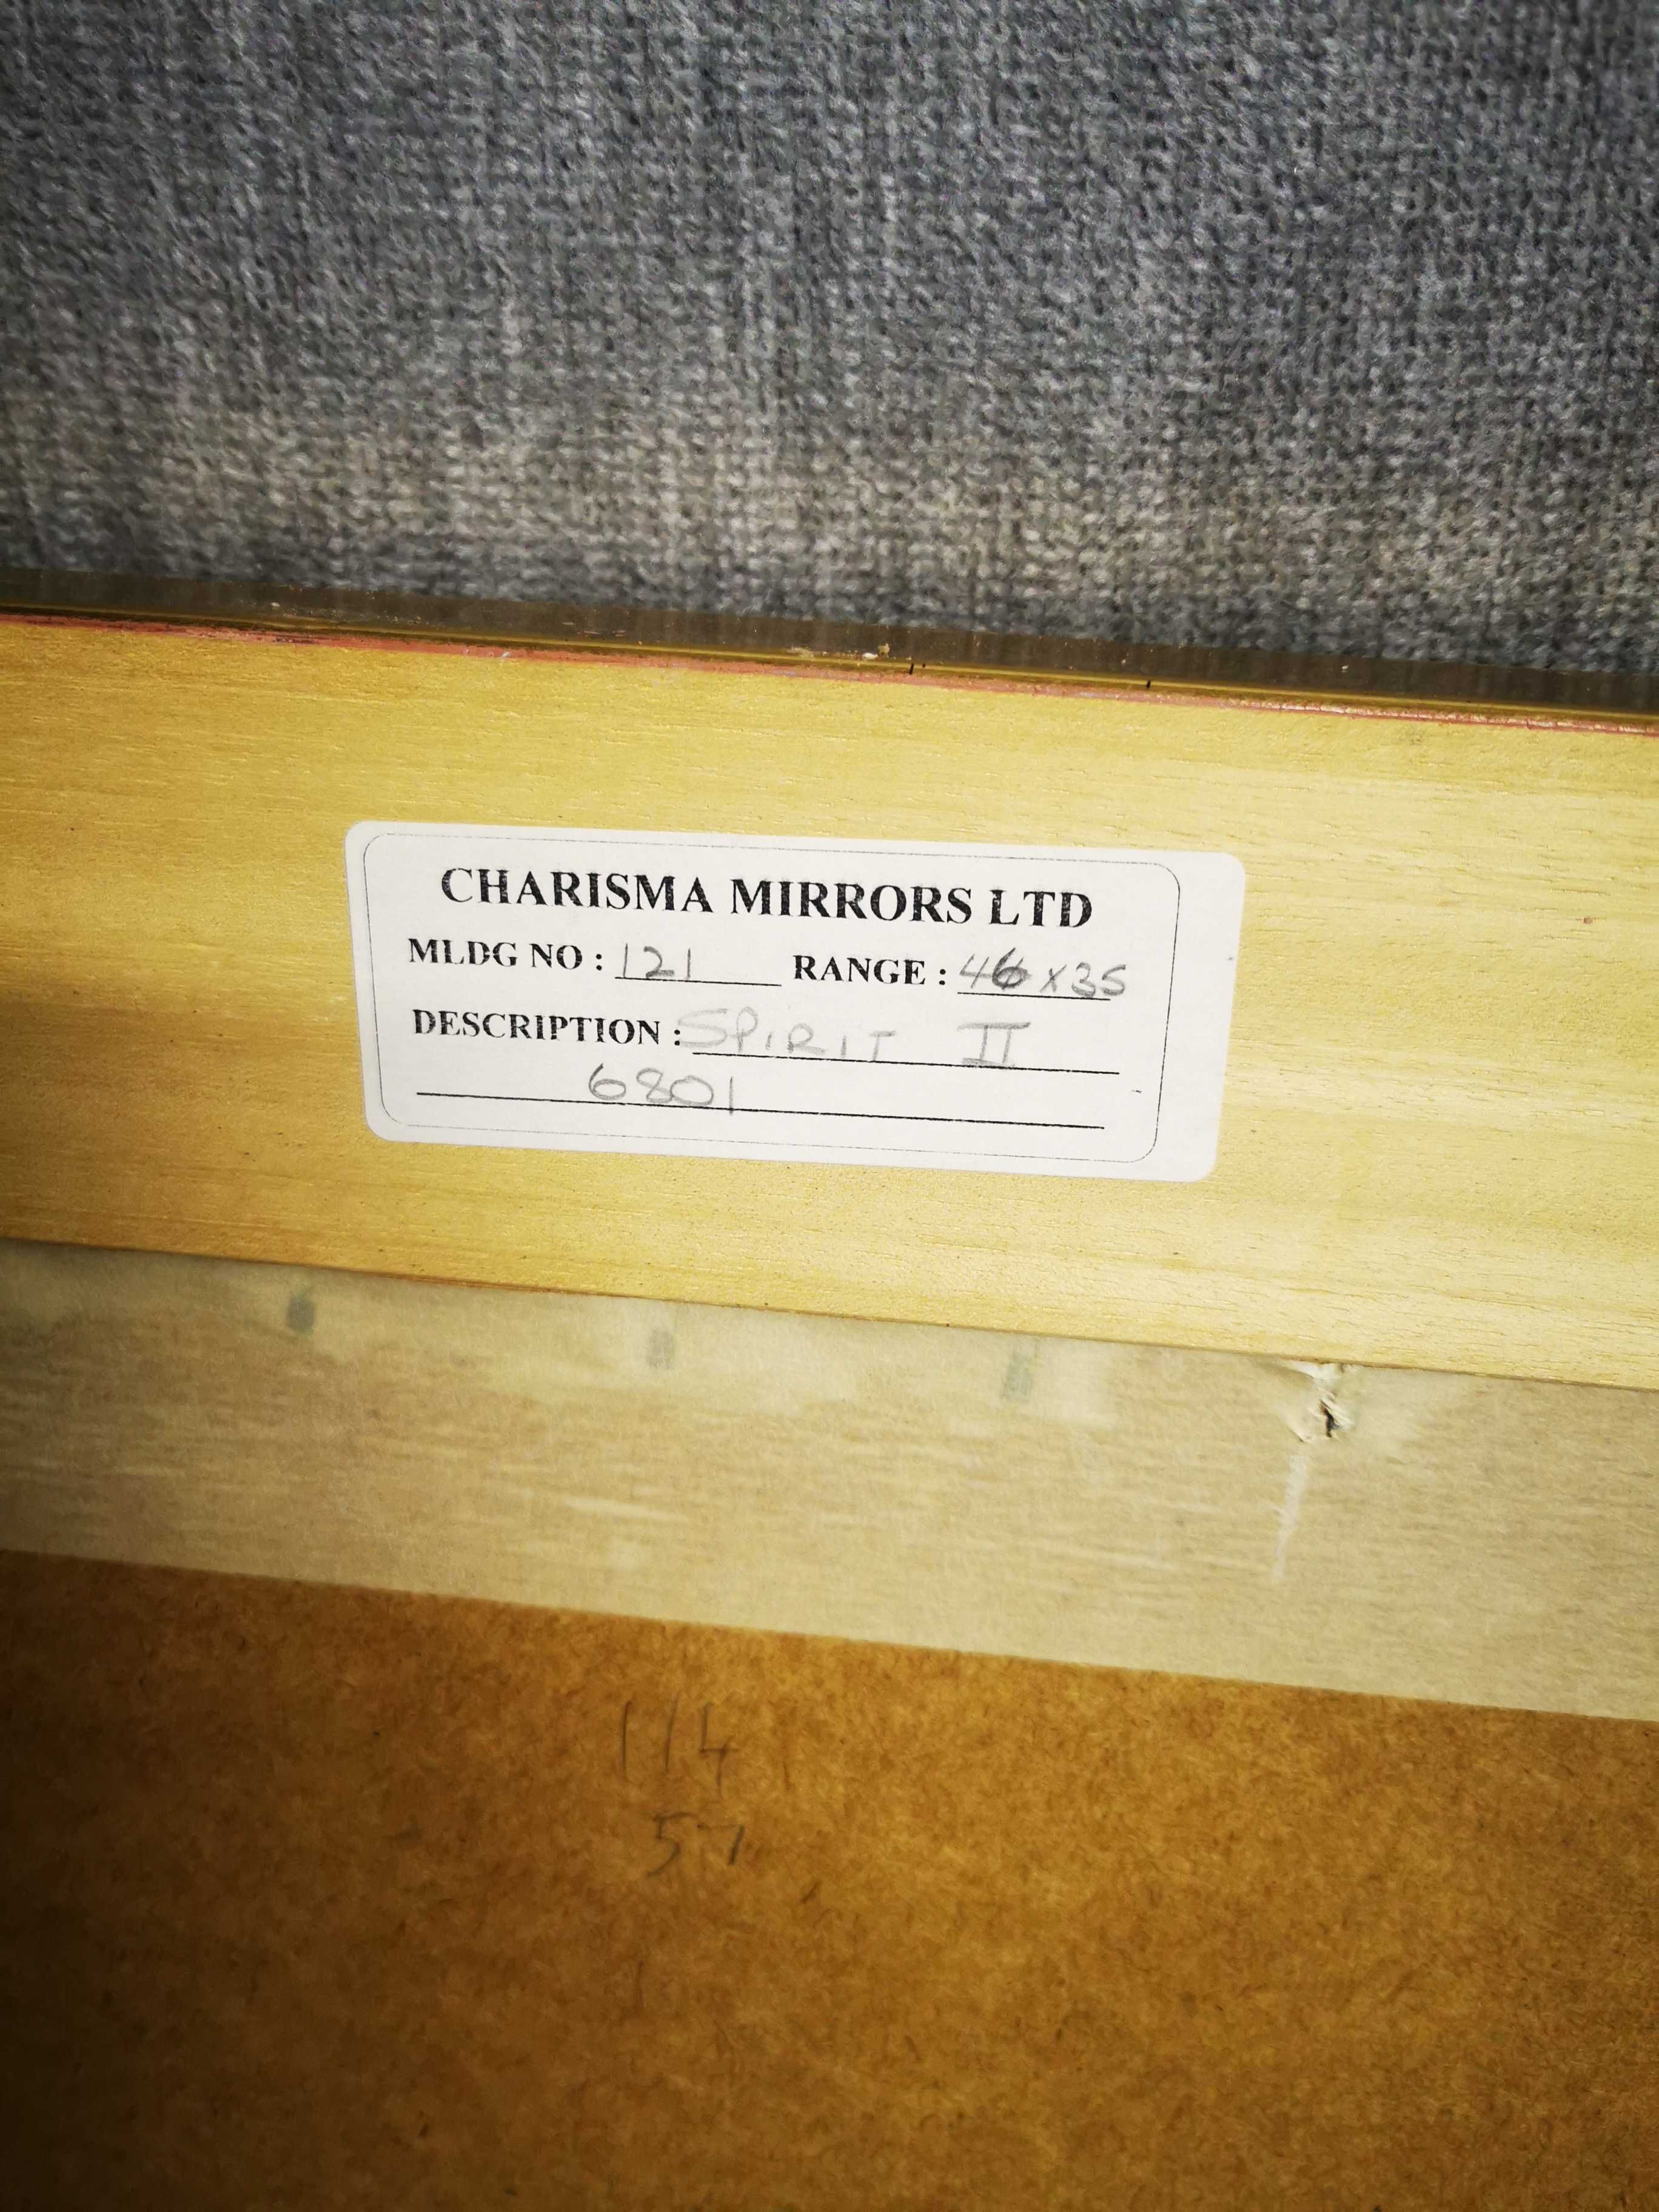 CHARISMA MIRRORS LTD
MLDG NO : 121 RANGE : 46 x 35
DESCRIPTION : SPIRIT II
6801
114
57